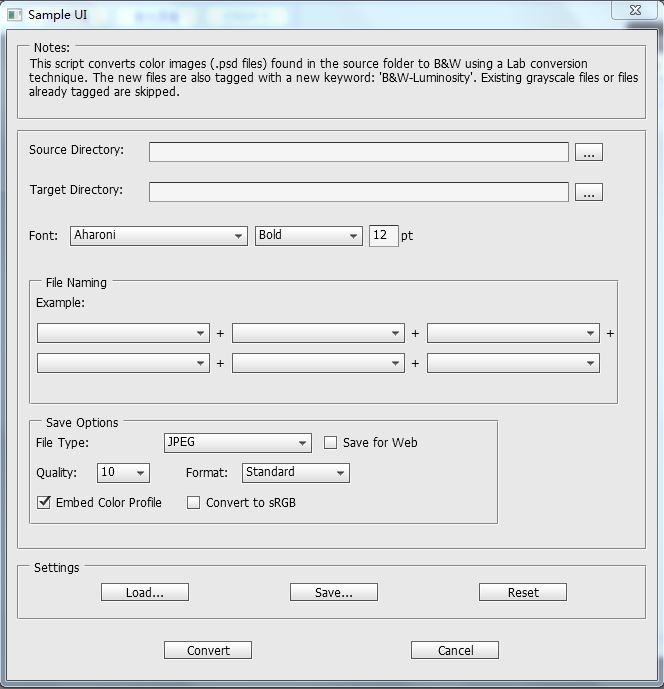 Sample UI
Notes:
This script converts color images (.psd files) found in the source folder to B&W using a Lab conversion
technique. The new files are also tagged with a new keyword: 'B&W-Luminosity'. Existing grayscale files or files
already tagged are skipped.
Source Directory: ...
Target Directory: ...
Font: Aharoni Bold 12 pt
File Naming
Example:
+ + +
+ +
Save Options
File Type: JPEG Save for Web
Quality: 10 Format: Standard
Embed Color Profile Convert to sRGB
Settings
Load... Save... Reset
Convert Cancel